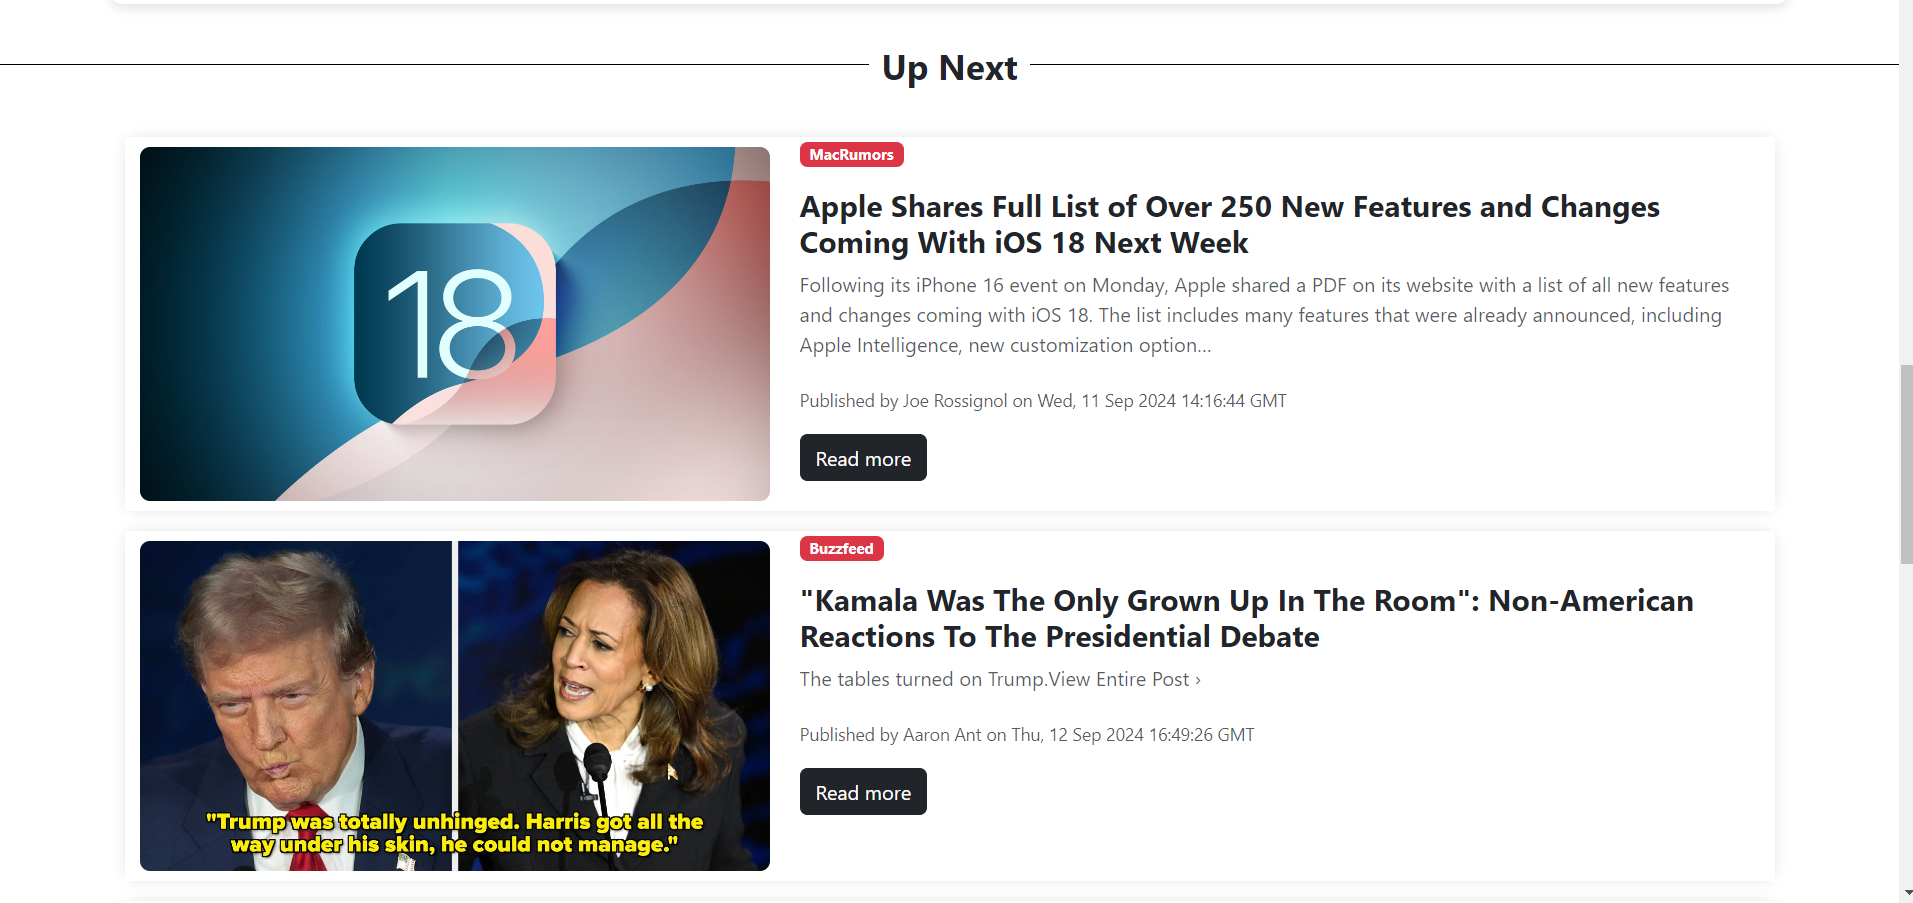 Up Next
18
MacRumors
Apple Shares Full List of Over 250 New Features and Changes
Coming With iOS 18 Next Week
Following its iPhone 16 event on Monday, Apple shared a PDF on its website with a list of all new features
and changes coming with iOS 18. The list includes many features that were already announced, including
Apple Intelligence, new customization option...
Published by Joe Rossignol on Wed, 11 Sep 2024 14:16:44 GMT
Read more
"Trump was totally unhinged. Harris got all the
way under his skin, he could not manage."
Buzzfeed
"Kamala Was The Only Grown Up In The Room": Non-American
Reactions To The Presidential Debate
The tables turned on Trump.View Entire Post ›
Published by Aaron Ant on Thu, 12 Sep 2024 16:49:26 GMT
Read more